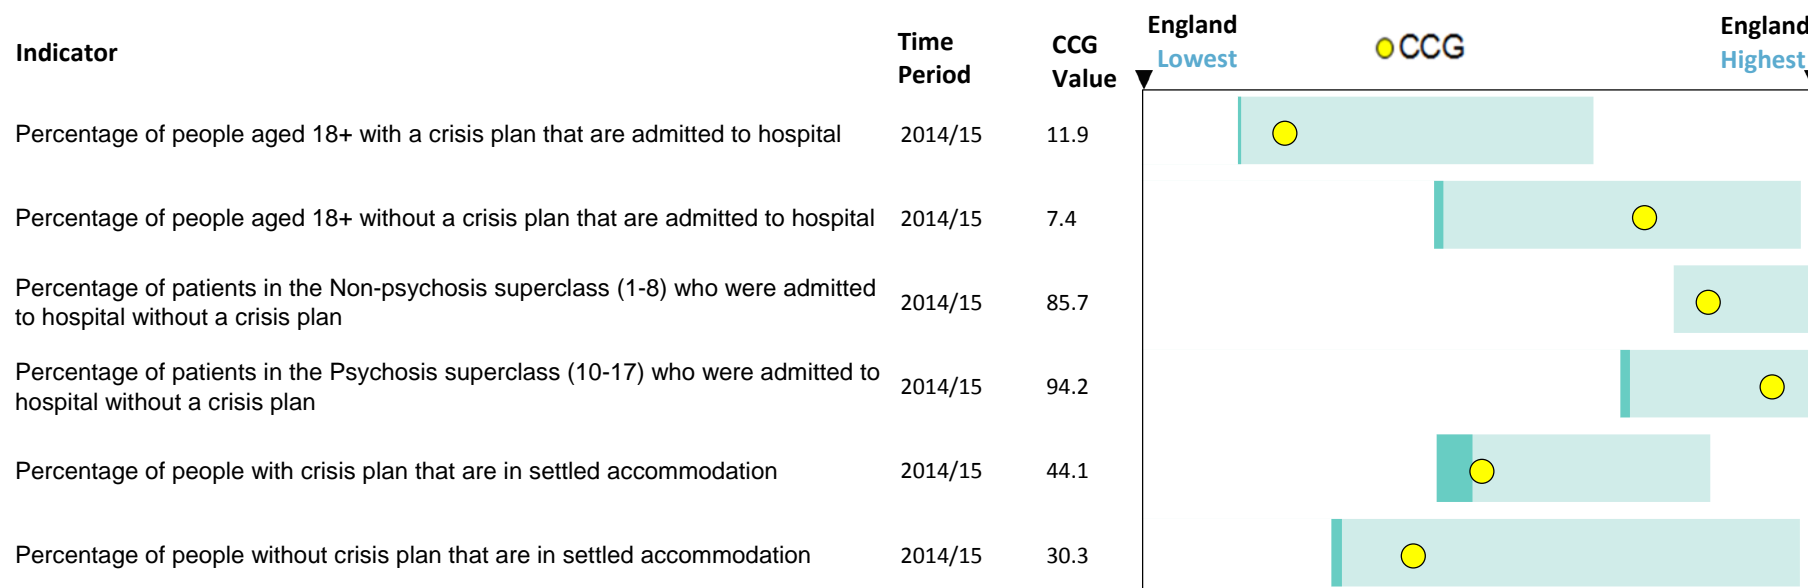 Indicator
Time Period
CCG Value
England Lowest
CCG
England Highest
Percentage of people aged 18+ with a crisis plan that are admitted to hospital 2014/15 11.9
Percentage of people aged 18+ without a crisis plan that are admitted to hospital 2014/15 7.4
Percentage of patients in the Non-psychosis superclass (1-8) who were admitted
to hospital without a crisis plan 2014/15 85.7
Percentage of patients in the Psychosis superclass (10-17) who were admitted to
hospital without a crisis plan 2014/15 94.2
Percentage of people with crisis plan that are in settled accommodation 2014/15 44.1
Percentage of people without crisis plan that are in settled accommodation 2014/15 30.3